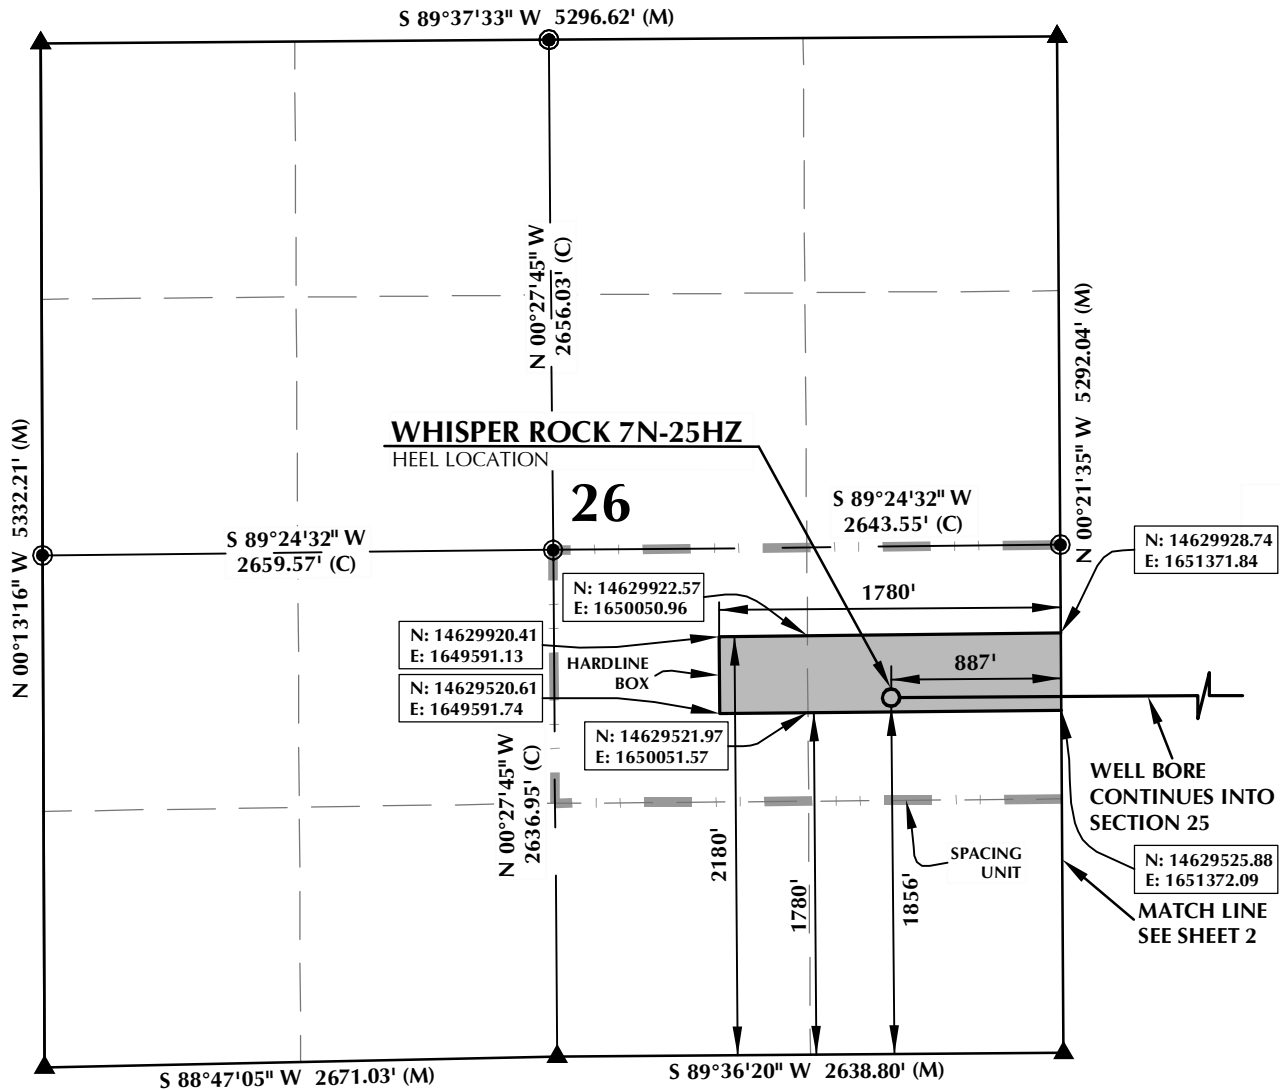 S 89°37'33" W 5296.62' (M)
N 00°27'45" W
2656.03' (C)
N 00°21'35" W 5292.04' (M)
N 00°13'16" W 5332.21' (M)
WHISPER ROCK 7N-25HZ
HEEL LOCATION
26
S 89°24'32" W
2643.55' (C)
S 89°24'32" W
2659.57' (C)
N: 14629928.74
E: 1651371.84
N: 14629922.57
E: 1650050.96
1780'
N: 14629920.41
E: 1649591.13
HARDLINE
BOX
887'
N: 14629520.61
E: 1649591.74
N: 14629521.97
E: 1650051.57
N 00°27'45" W
2636.95' (C)
WELL BORE
CONTINUES INTO
SECTION 25
2180'
1780'
1856'
SPACING
UNIT
N: 14629525.88
E: 1651372.09
MATCH LINE
SEE SHEET 2
S 88°47'05" W 2671.03' (M)
S 89°36'20" W 2638.80' (M)